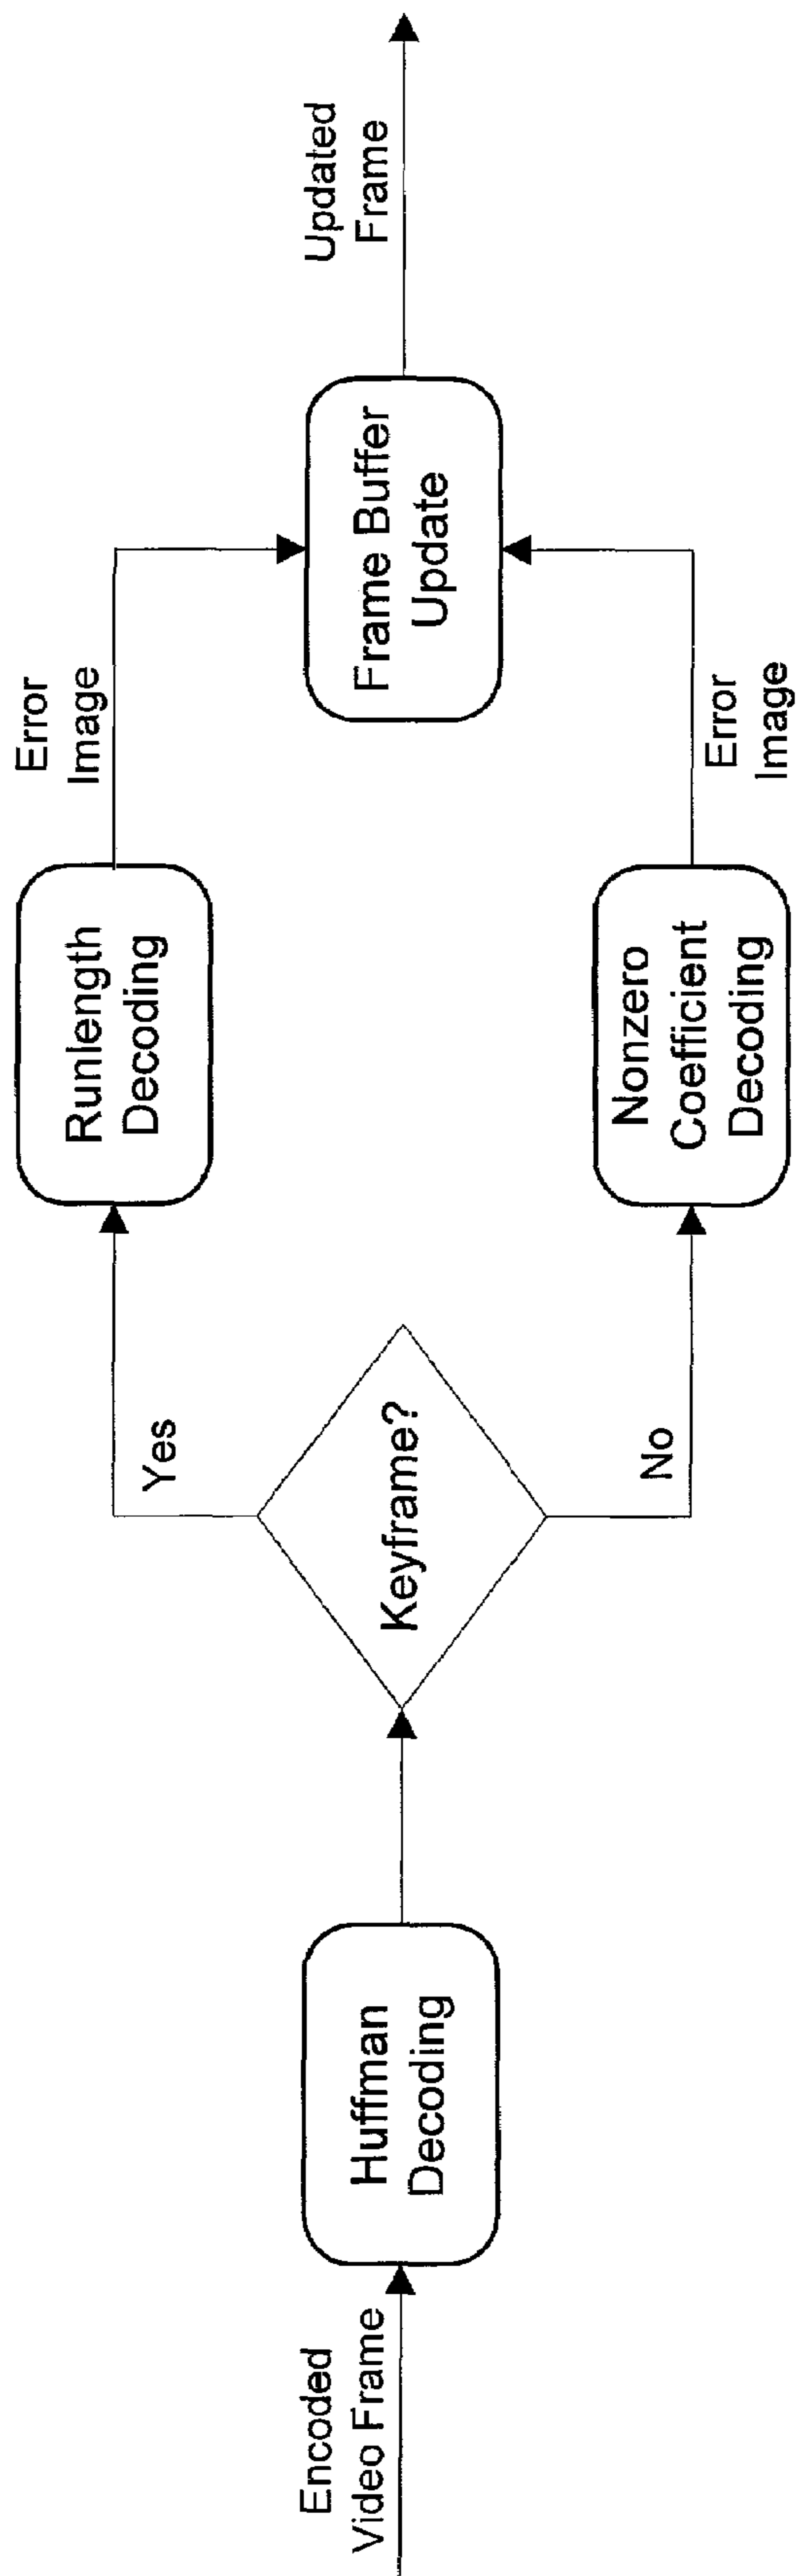 Encoded
Video Frame
Huffman
Decoding
Keyframe?
Yes
No
Runlength
Decoding
Nonzero
Coefficient
Decoding
Error
Image
Error
Image
Frame Buffer
Update
Updated
Frame